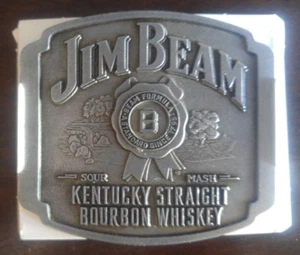 JIM BEAM
B
SOUR MASH
KENTUCKY STRAIGHT
BOURBON WHISKEY